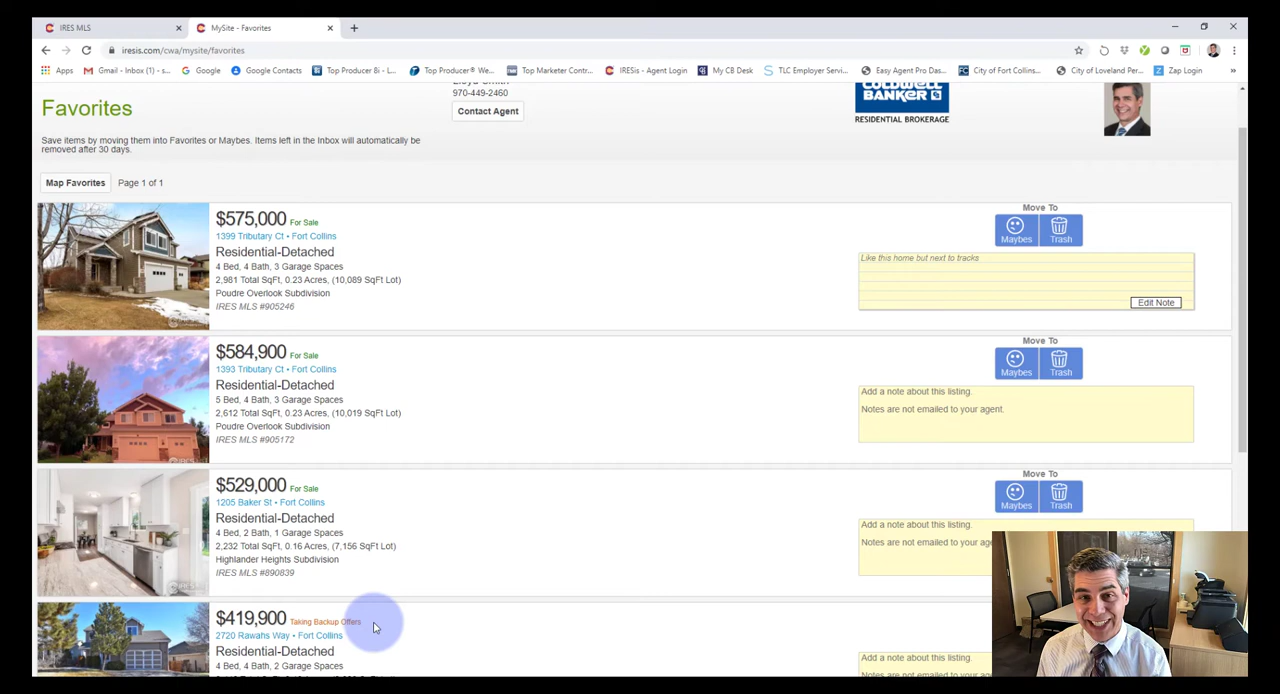 IRES MLS
MySite - Favorites
iresis.com/cwa/mysite/favorites
Apps
Gmail - Inbox (1) - s...
Google
Google Contacts
Top Producer 8i - L...
Top Producer® We...
Top Marketer Contr...
IRESis - Agent Login
My CB Desk
TLC Employer Servi...
Easy Agent Pro Das...
City of Fort Collins...
City of Loveland Per...
Zap Login
Favorites
970-449-2460
Contact Agent
COLDWELL
BANKER
RESIDENTIAL BROKERAGE
Save items by moving them into Favorites or Maybes. Items left in the Inbox will automatically be
removed after 30 days.
Map Favorites
Page 1 of 1
$575,000 For Sale
1399 Tributary Ct • Fort Collins
Residential-Detached
4 Bed, 4 Bath, 3 Garage Spaces
2,981 Total SqFt, 0.23 Acres, (10,089 SqFt Lot)
Poudre Overlook Subdivision
IRES MLS #905246
Move To
Maybes
Trash
Like this home but next to tracks
Edit Note
$584,900 For Sale
1393 Tributary Ct • Fort Collins
Residential-Detached
5 Bed, 4 Bath, 3 Garage Spaces
2,612 Total SqFt, 0.23 Acres, (10,019 SqFt Lot)
Poudre Overlook Subdivision
IRES MLS #905172
Move To
Maybes
Trash
Add a note about this listing.
Notes are not emailed to your agent.
$529,000 For Sale
1205 Baker St • Fort Collins
Residential-Detached
4 Bed, 2 Bath, 1 Garage Spaces
2,232 Total SqFt, 0.16 Acres, (7,156 SqFt Lot)
Highlander Heights Subdivision
IRES MLS #890839
Move To
Maybes
Trash
Add a note about this listing.
Notes are not emailed to your
$419,900 Taking Backup Offers
2720 Rawahs Way • Fort Collins
Residential-Detached
4 Bed, 4 Bath, 2 Garage Spaces
Add a note about this listing.